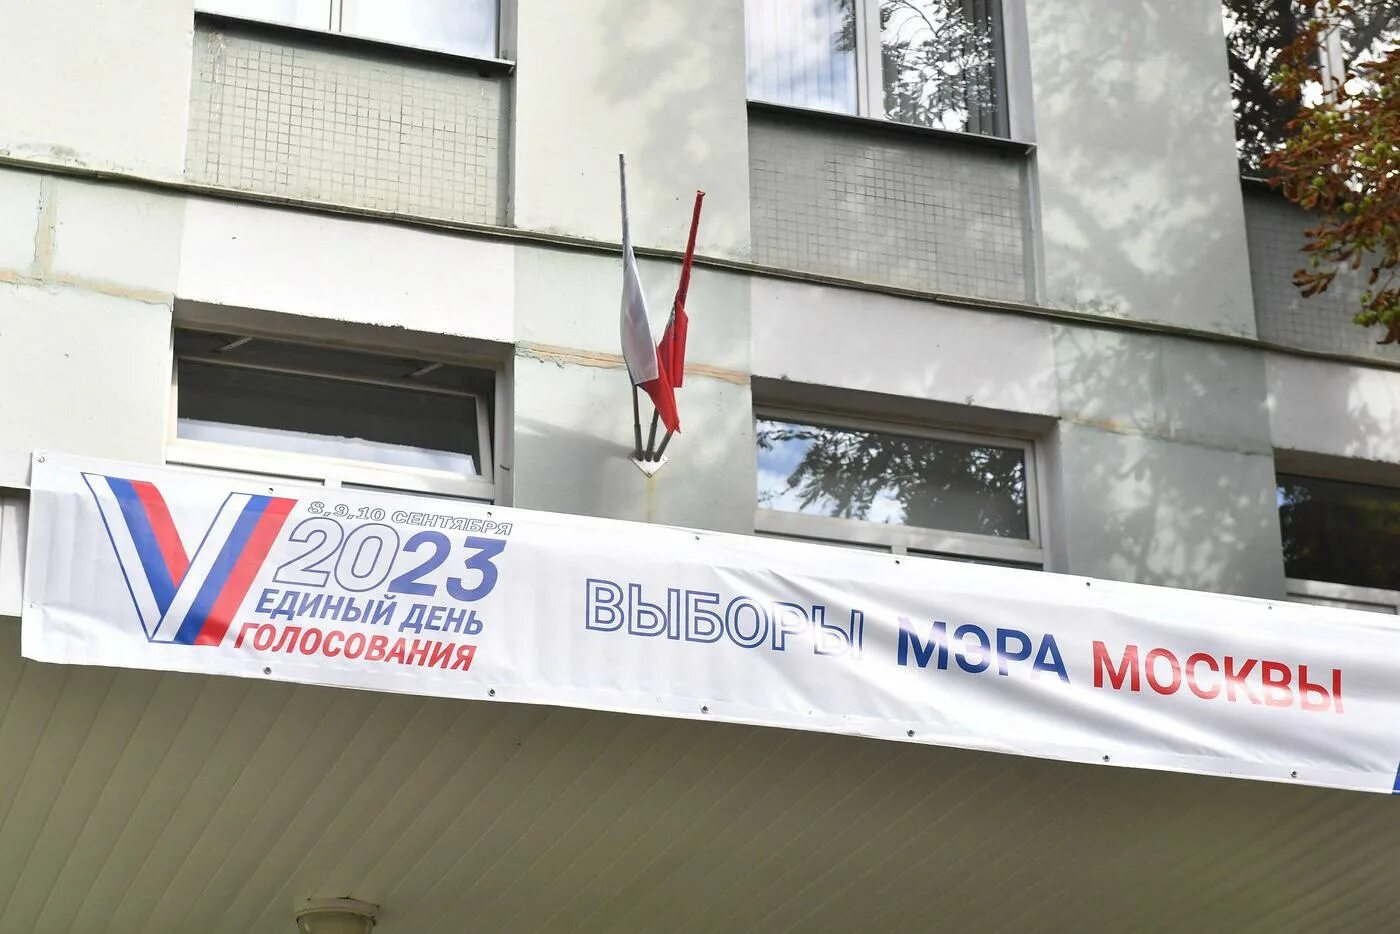 8, 9, 10 СЕНТЯБРЯ
2023
ЕДИНЫЙ ДЕНЬ
ГОЛОСОВАНИЯ
ВЫБОРЫ МЭРА МОСКВЫ